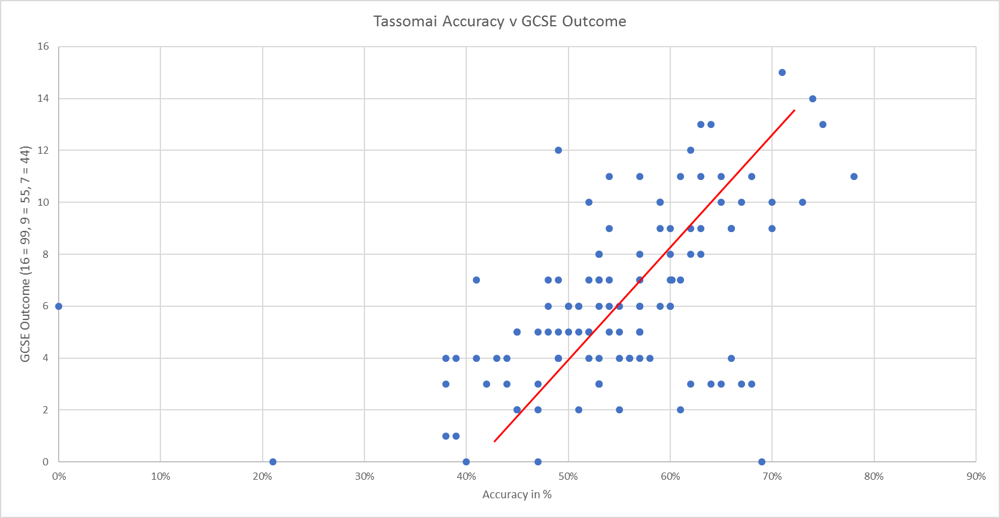 Tassomai Accuracy v GCSE Outcome
GCSE Outcome (16 = 99, 9 = 55, 7 = 44)
16
14
12
10
8
6
4
2
0
0% 10% 20% 30% 40% 50% 60% 70% 80% 90%
Accuracy in %